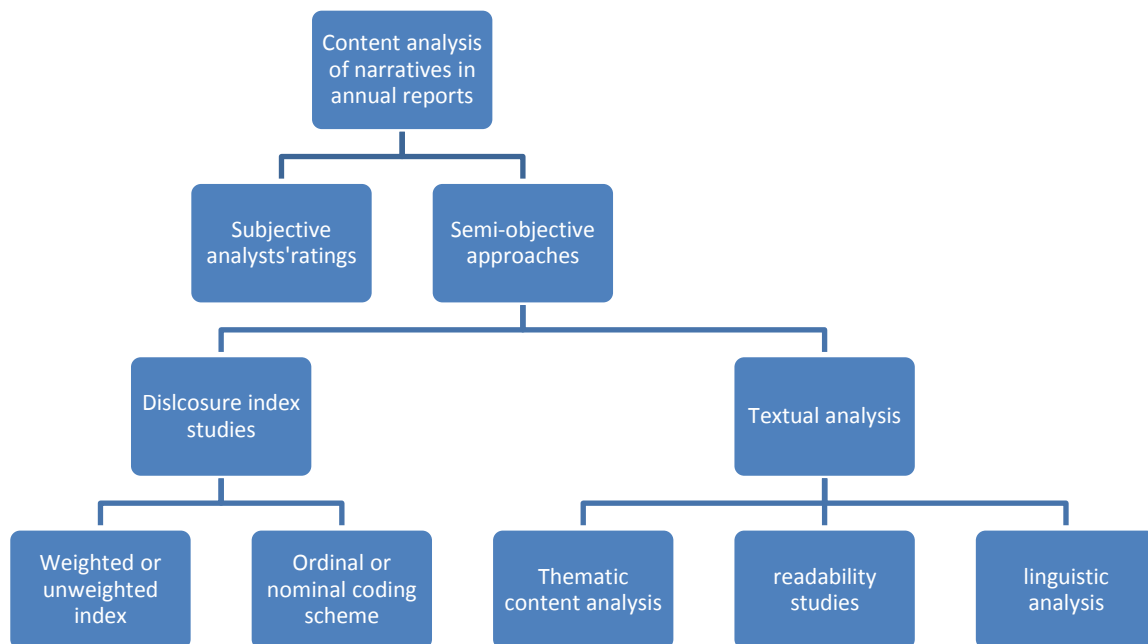 Content analysis
of narratives in
annual reports
Subjective
analysts'ratings
Semi-objective
approaches
Dislcosure index
studies
Textual analysis
Weighted or
unweighted
index
Ordinal or
nominal coding
scheme
Thematic
content analysis
readability
studies
linguistic
analysis